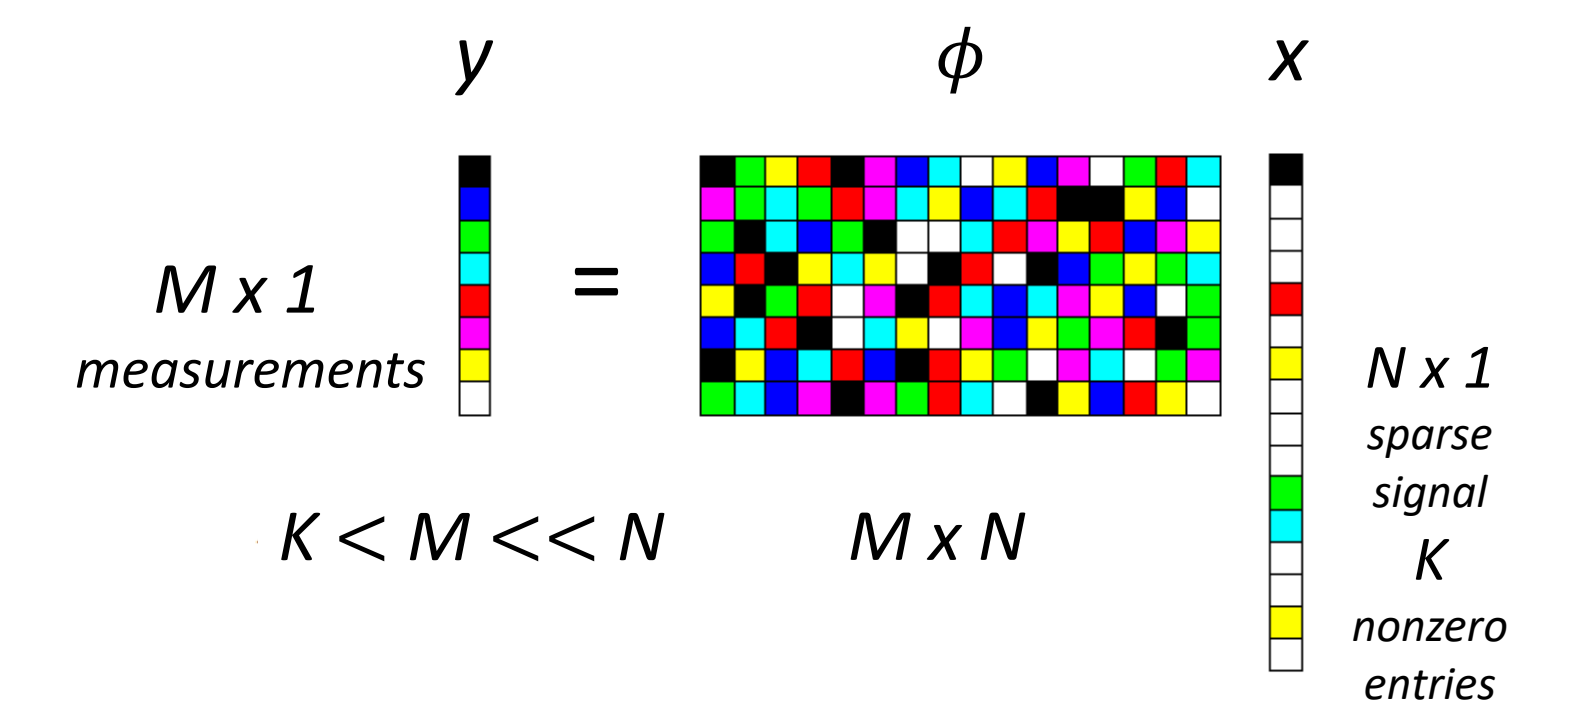 y
ϕ
x
M x 1
measurements
=
N x 1
sparse
signal
K
nonzero
entries
K < M << N
M x N